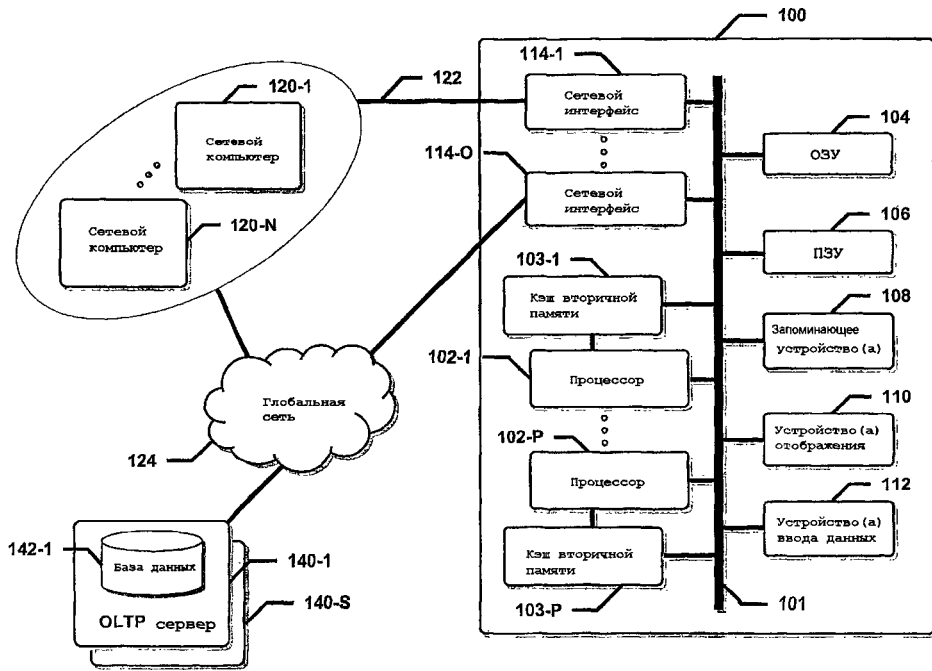 100
114-1
122
120-1
Сетевой
интерфейс
104
Сетевой
компьютер
114-O
ОЗУ
Сетевой
интерфейс
106
Сетевой
компьютер
120-N
ПЗУ
103-1
108
Кэш вторичной
памяти
Запоминающее
устройство(а)
102-1
Процессор
110
Глобальная
сеть
Устройство(а)
отображения
102-P
124
Процессор
112
Устройство(а)
ввода данных
142-1
База данных
140-1
Кэш вторичной
памяти
OLTP сервер
140-S
103-P
101